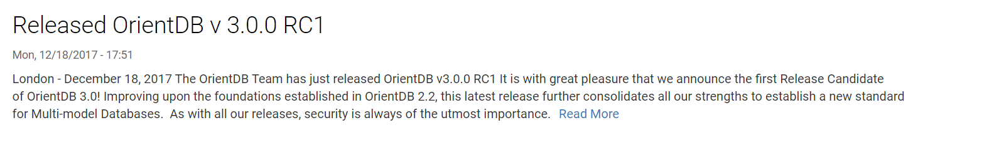 Released OrientDB v 3.0.0 RC1
Mon, 12/18/2017 - 17:51
London - December 18, 2017 The OrientDB Team has just released OrientDB v3.0.0 RC1 It is with great pleasure that we announce the first Release Candidate
of OrientDB 3.0! Improving upon the foundations established in OrientDB 2.2, this latest release further consolidates all our strengths to establish a new standard
for Multi-model Databases.  As with all our releases, security is always of the utmost importance.   Read More